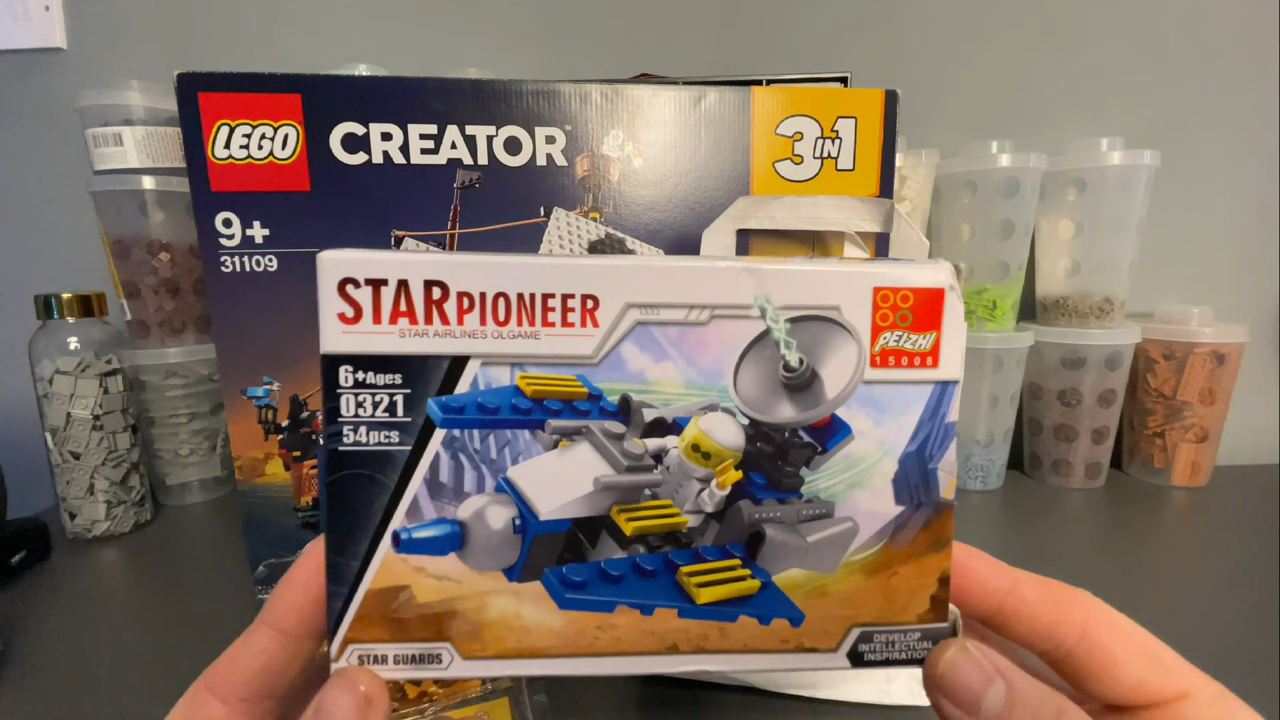 LEGO
CREATOR™
3 IN 1
9+
31109
STARPIONEER
STAR AIRLINES OLGAME
PEIZHI
15008
6+Ages
0321
54pcs
STAR GUARDS
DEVELOP
INTELLECTUAL
INSPIRATION